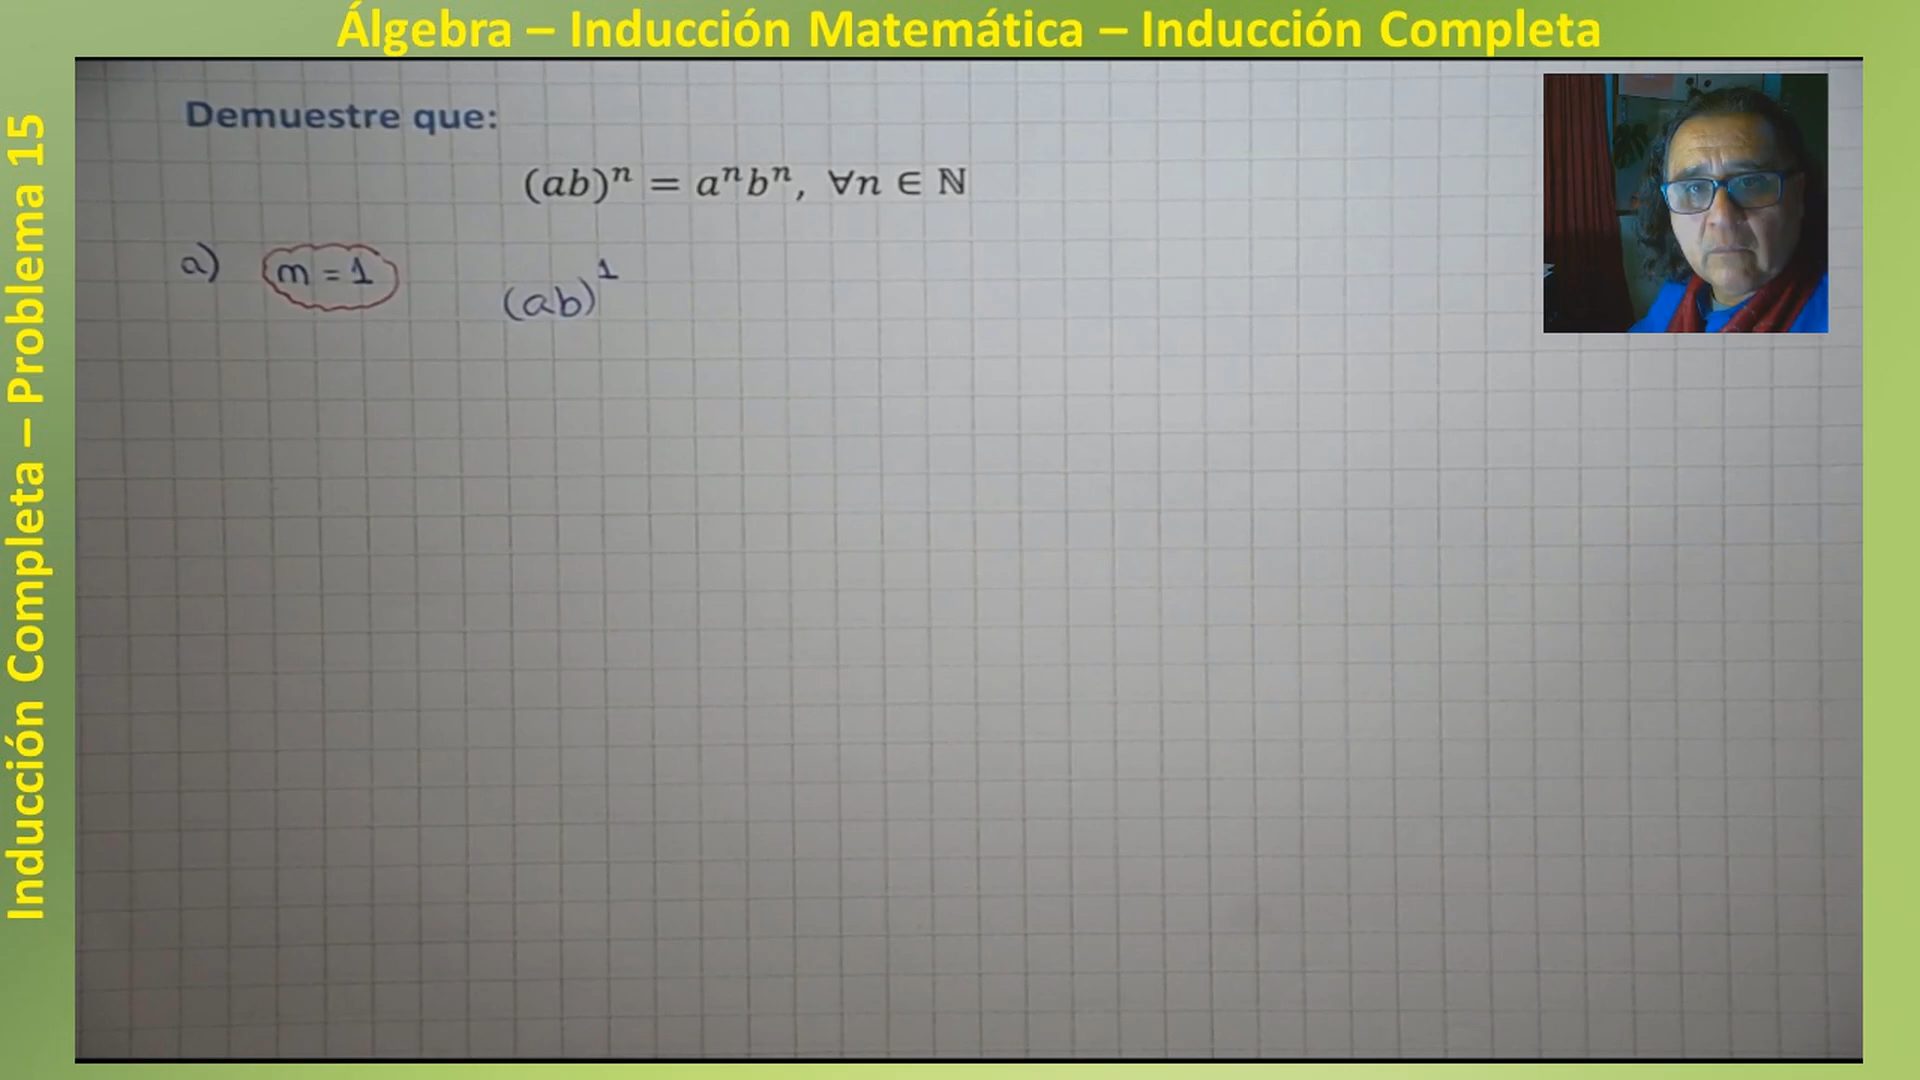 Álgebra – Inducción Matemática – Inducción Completa
Inducción Completa – Problema 15
Demuestre que:
(ab)ⁿ = aⁿbⁿ, ∀n ∈ ℕ
a) n = 1 (ab)¹